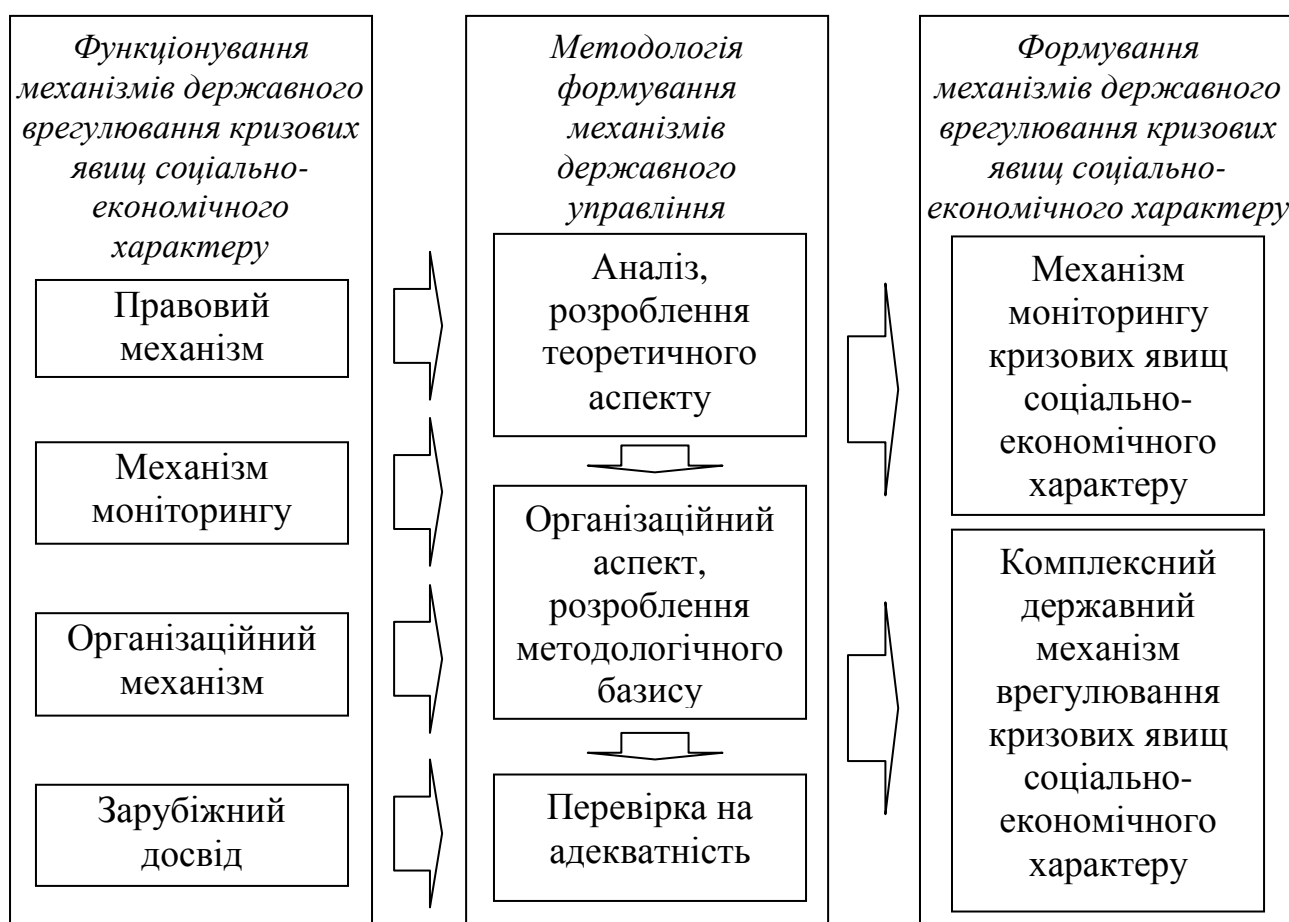 Функціонування
механізмів державного
врегулювання кризових
явищ соціально-
економічного
характеру
Правовий
механізм
Механізм
моніторингу
Організаційний
механізм
Зарубіжний
досвід
Методологія
формування
механізмів
державного
управління
Аналіз,
розроблення
теоретичного
аспекту
Організаційний
аспект,
розроблення
методологічного
базису
Перевірка на
адекватність
Формування
механізмів державного
врегулювання кризових
явищ соціально-
економічного характеру
Механізм
моніторингу
кризових явищ
соціально-
економічного
характеру
Комплексний
державний
механізм
врегулювання
кризових явищ
соціально-
економічного
характеру